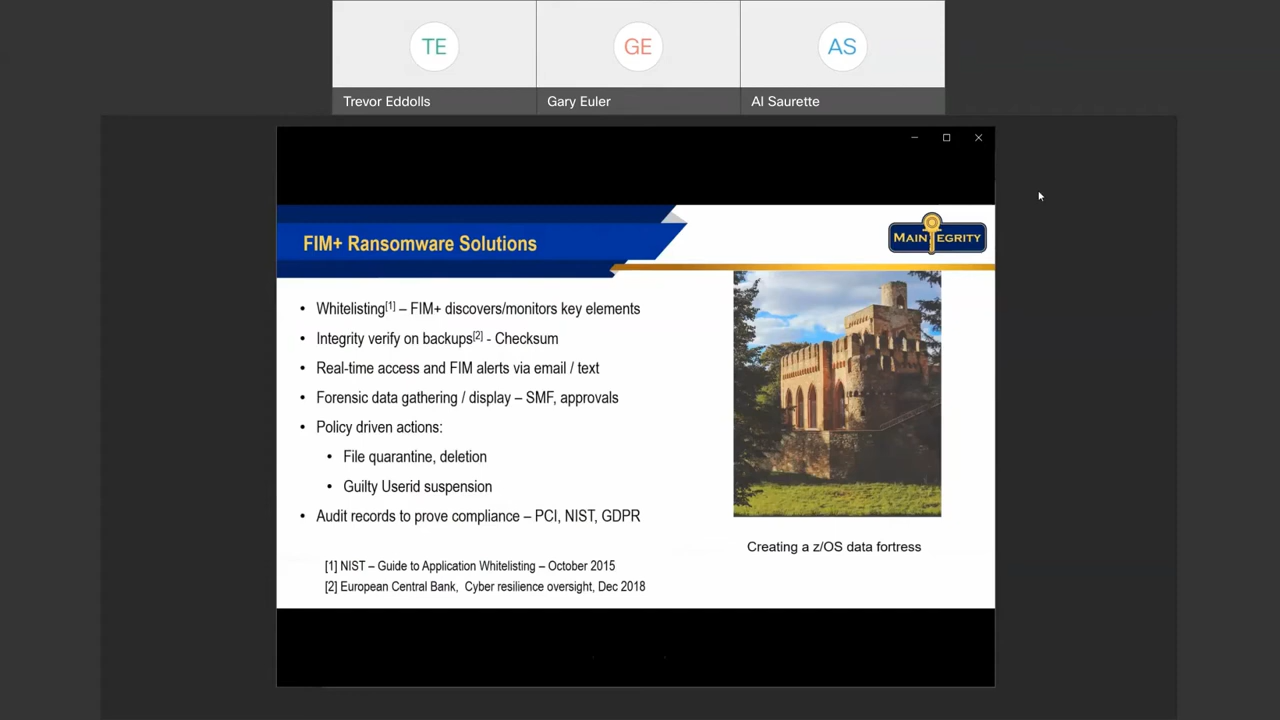 TE
GE
AS
Trevor Eddolls
Gary Euler
Al Saurette
FIM+ Ransomware Solutions
MAINTEGRITY
• Whitelisting[1] – FIM+ discovers/monitors key elements
• Integrity verify on backups[2] - Checksum
• Real-time access and FIM alerts via email / text
• Forensic data gathering / display – SMF, approvals
• Policy driven actions:
• File quarantine, deletion
• Guilty Userid suspension
• Audit records to prove compliance – PCI, NIST, GDPR
Creating a z/OS data fortress
[1] NIST – Guide to Application Whitelisting – October 2015
[2] European Central Bank, Cyber resilience oversight, Dec 2018